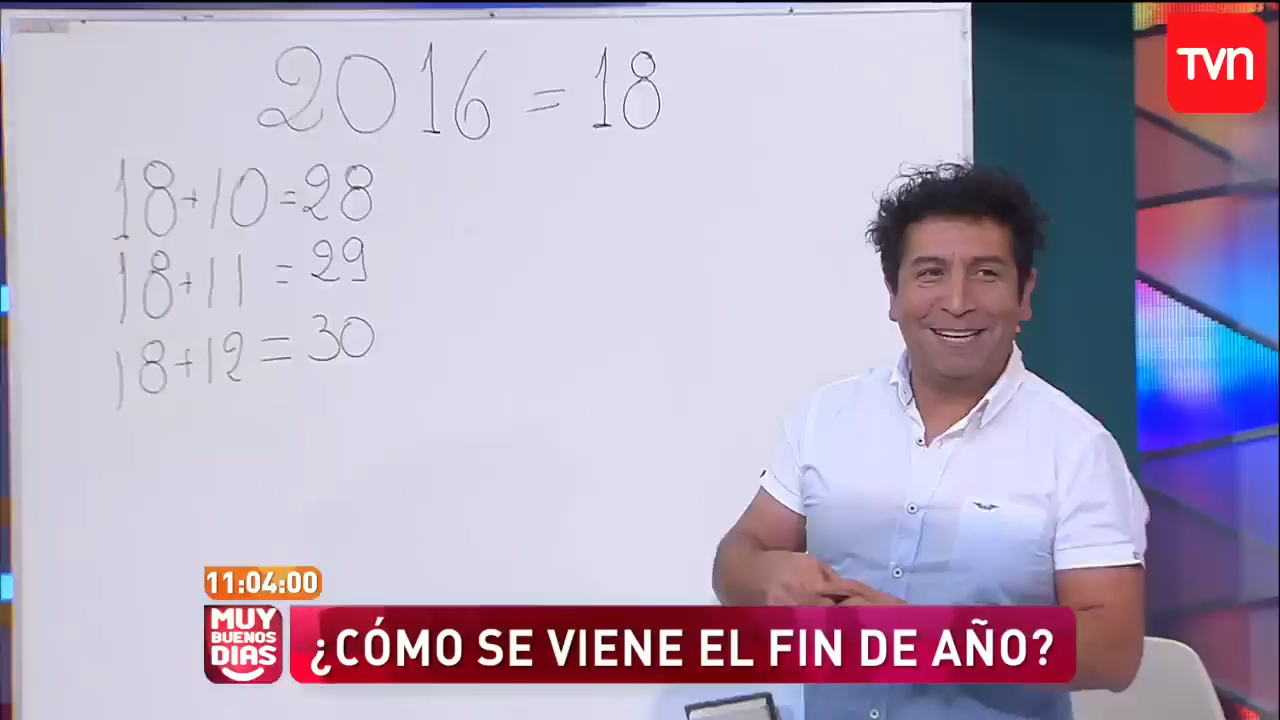 2016 = 18
TVN
18+10=28
18+11 = 29
18+12 = 30
11:04:00
MUY
BUENOS
DÍAS
¿CÓMO SE VIENE EL FIN DE AÑO?